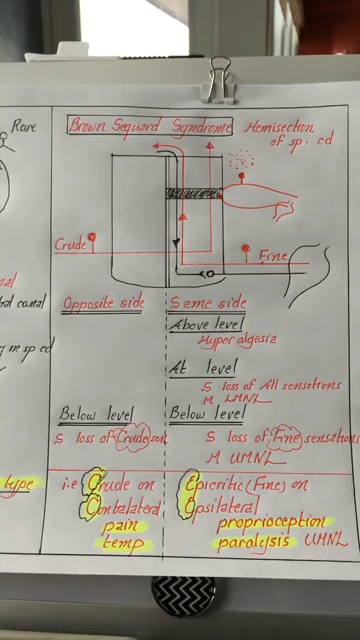 Rare
Brown Sequard Syndrome Hemisection
of sp. cd
Crude
Fine
tral canal
m sp cd
type
Opposite side
Same side
Above level
Hyperalgesia
At level
S loss of All sensations
M LMNL
Below level
S loss of Crude sen
Below level
S loss of Fine sensations
M UMNL
i.e Crude on
Contralateral
pain
temp
Epicritic (Fine) on
Ipsilateral
proprioception
paralysis UMNL